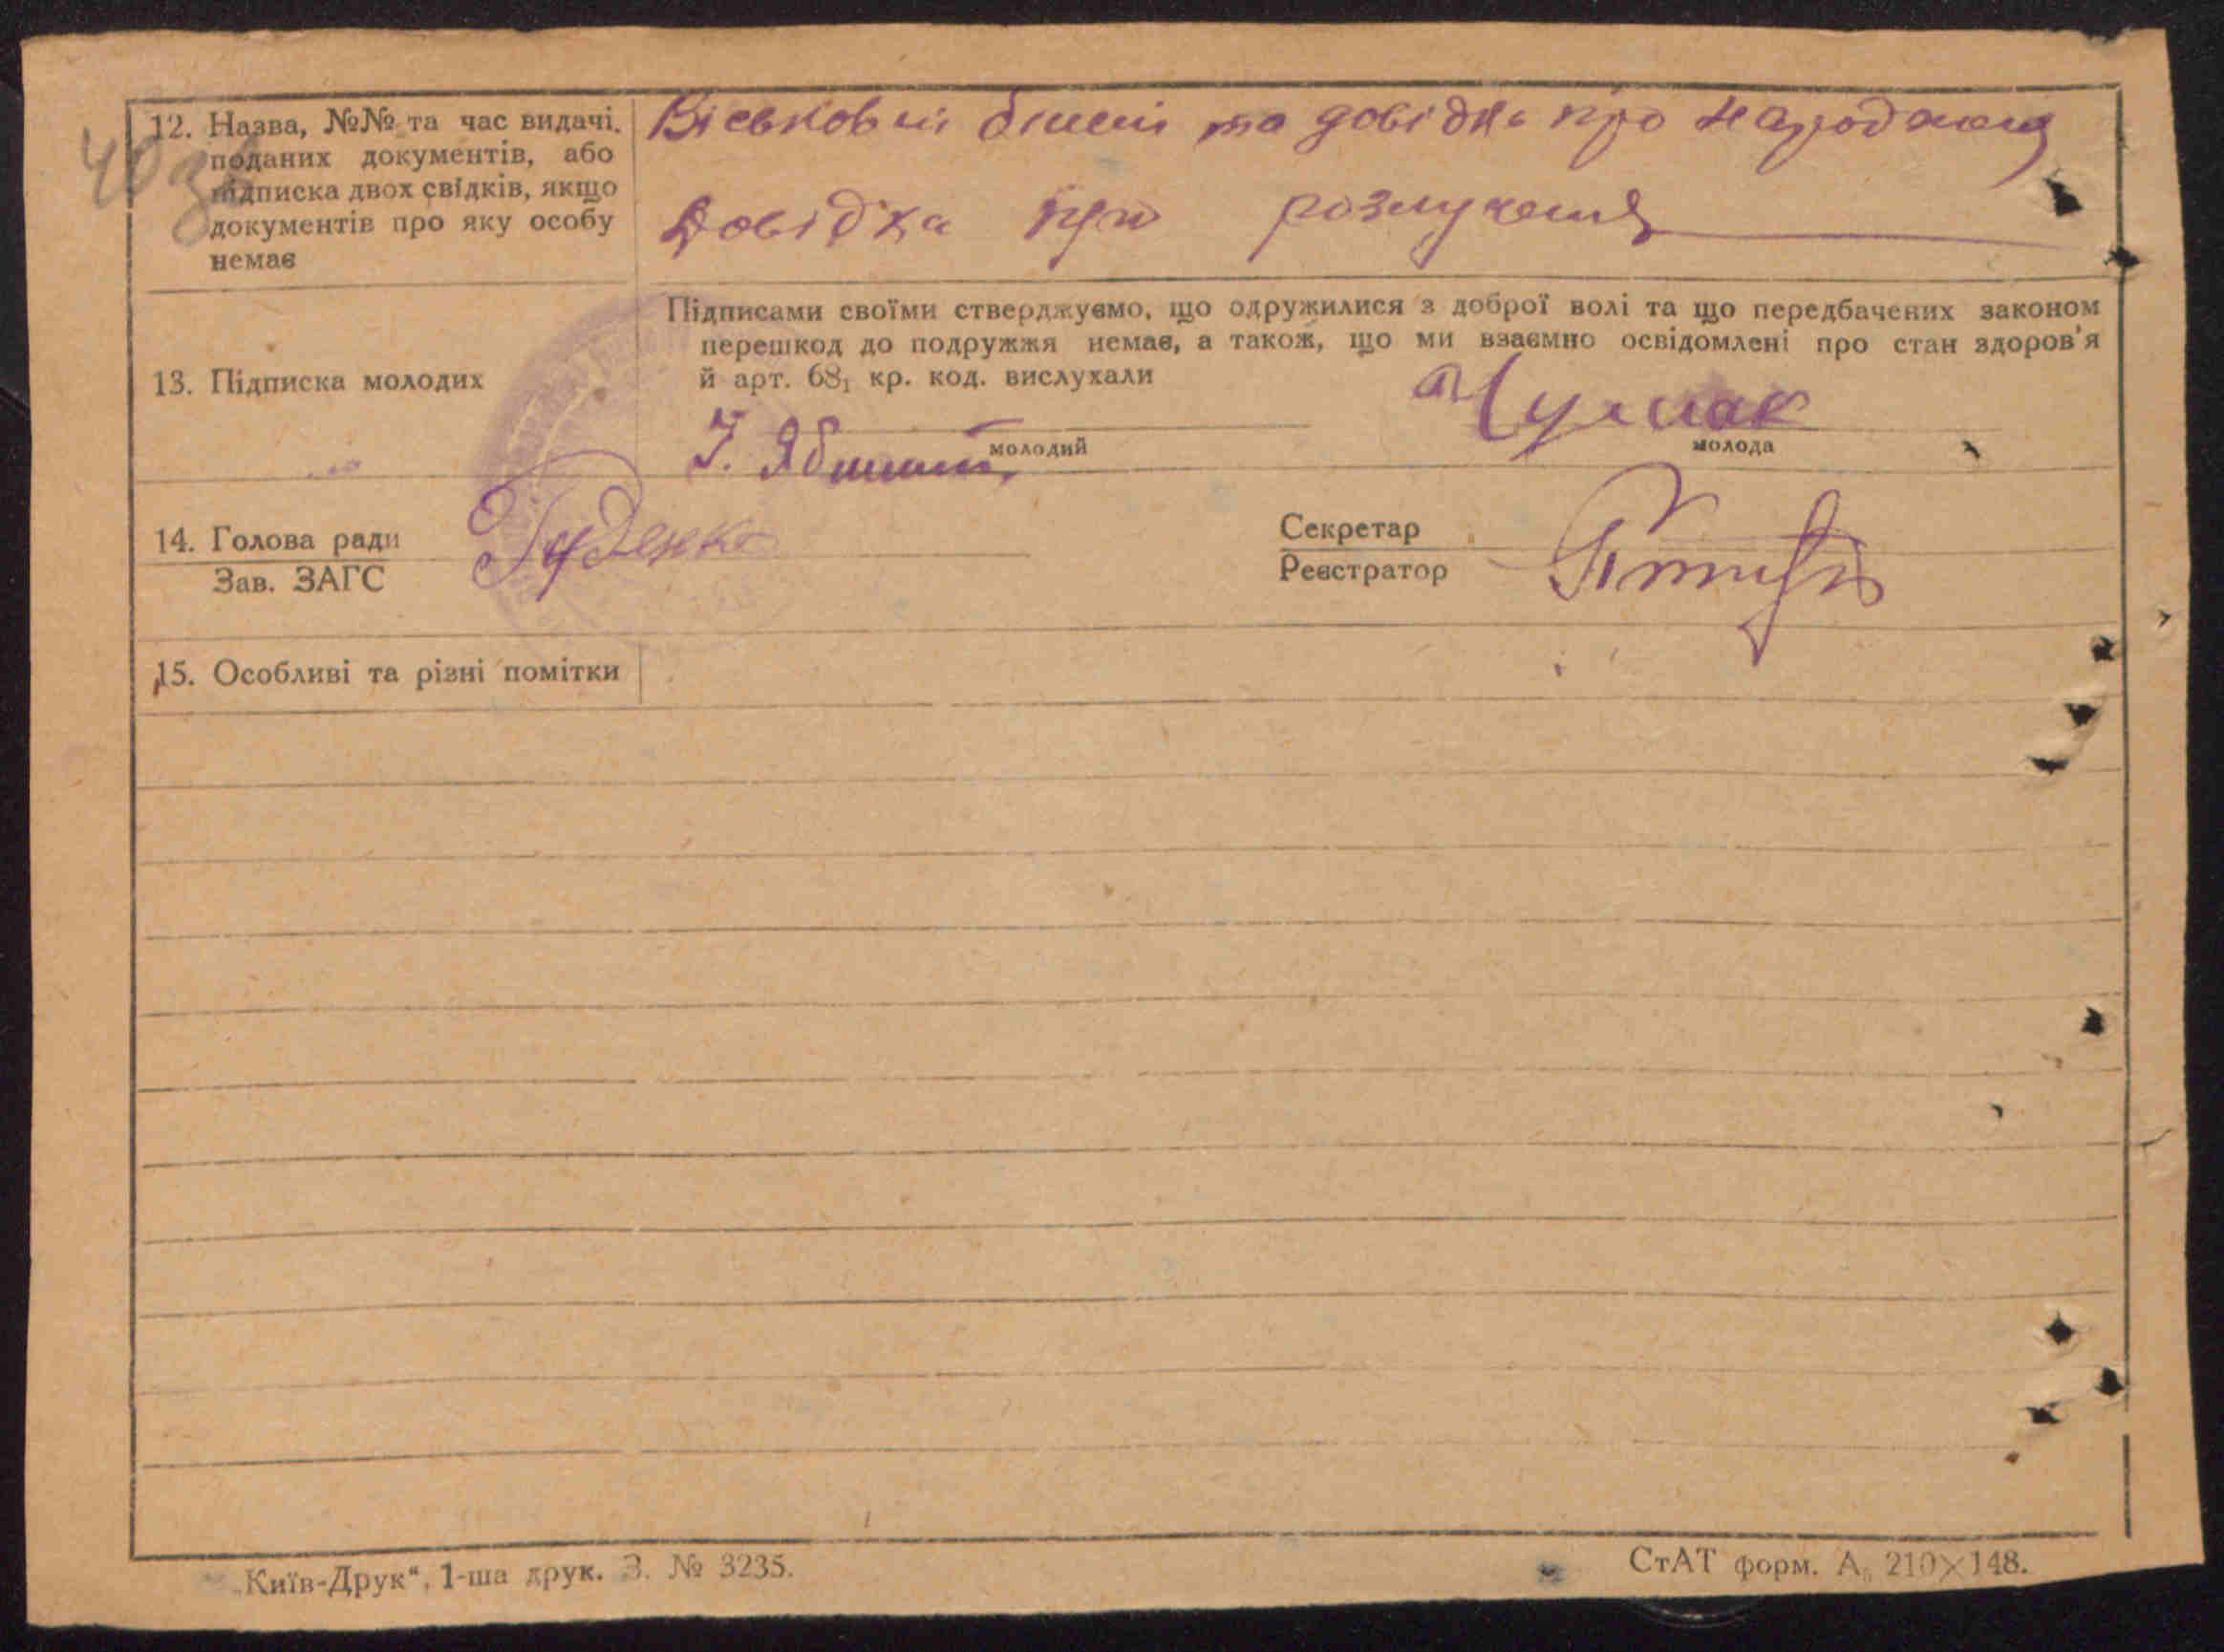 12. Назва, №№ та час видачі. поданих документів, або підписка двох свідків, якщо документів про яку особу немає
Військовий білет та довідка про народження
Довідка про розлучення
13. Підписка молодих
Підписами своїми стверджуємо, що одружилися з доброї волі та що передбачених законом
перешкод до подружжя немає, а також, що ми взаємно освідомлені про стан здоров'я
й арт. 68₁ кр. код. вислухали
молодий
Чумак
молода
14. Голова ради
Зав. ЗАГС
Руденко
Секретар
Реєстратор
15. Особливі та різні помітки
„Київ-Друк“, 1-ша друк. З. № 3235.
СтАТ форм. А₅ 210×148.